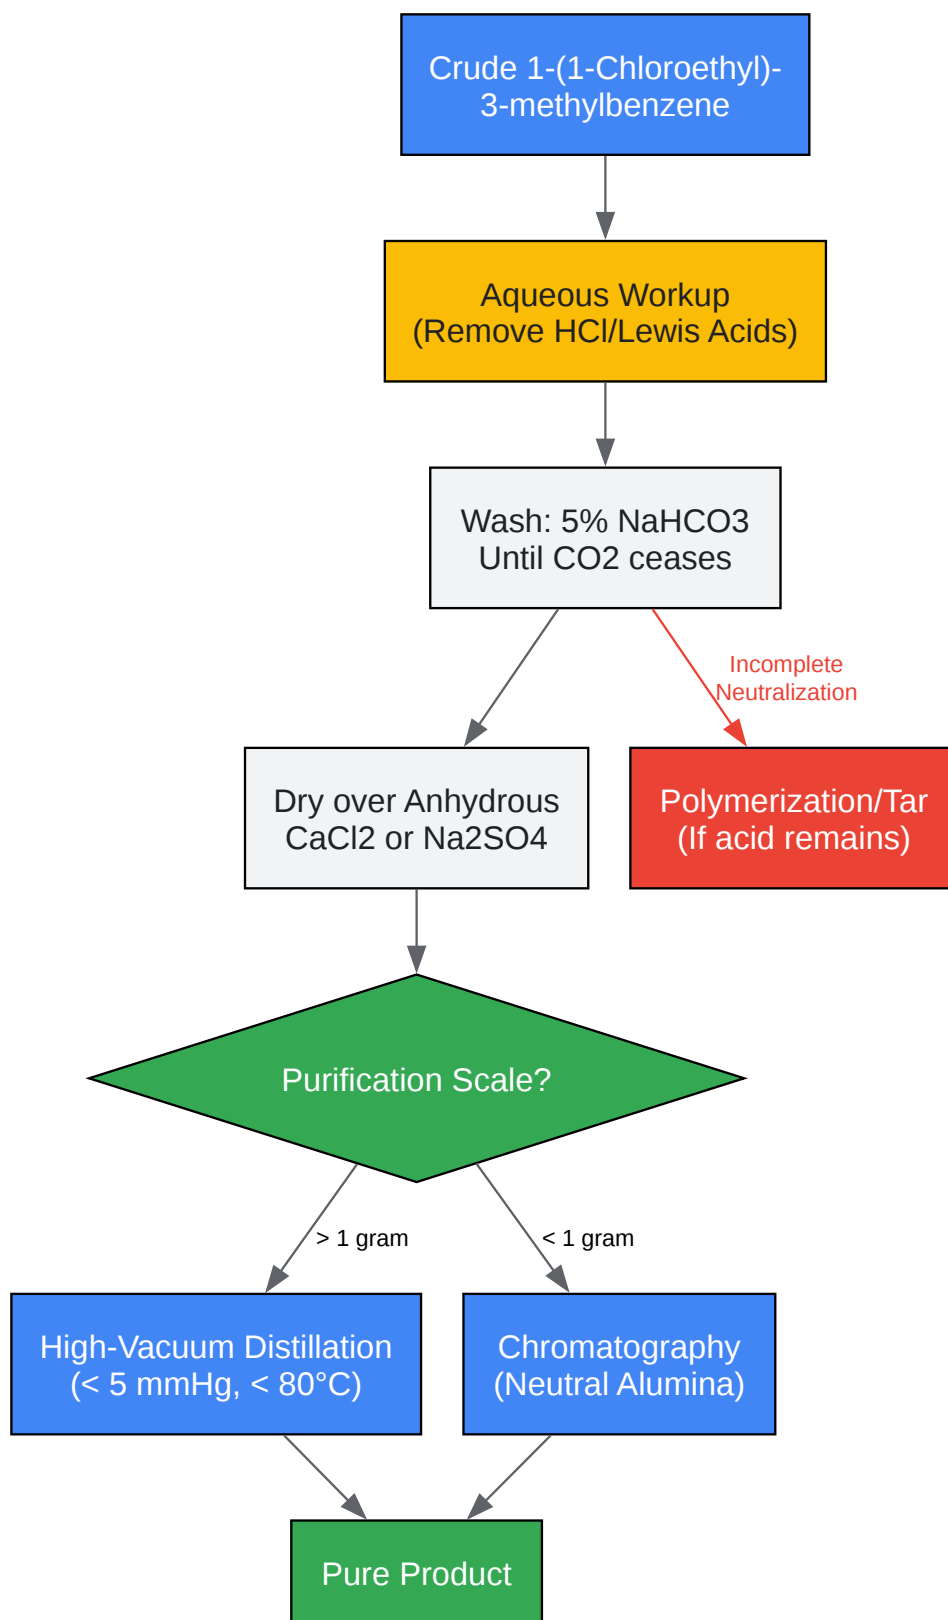 Crude 1-(1-Chloroethyl)-
3-methylbenzene
Aqueous Workup
(Remove HCl/Lewis Acids)
Wash: 5% NaHCO3
Until CO2 ceases
Incomplete
Neutralization
Dry over Anhydrous
CaCl2 or Na2SO4
Polymerization/Tar
(If acid remains)
Purification Scale?
> 1 gram
< 1 gram
High-Vacuum Distillation
(< 5 mmHg, < 80°C)
Chromatography
(Neutral Alumina)
Pure Product